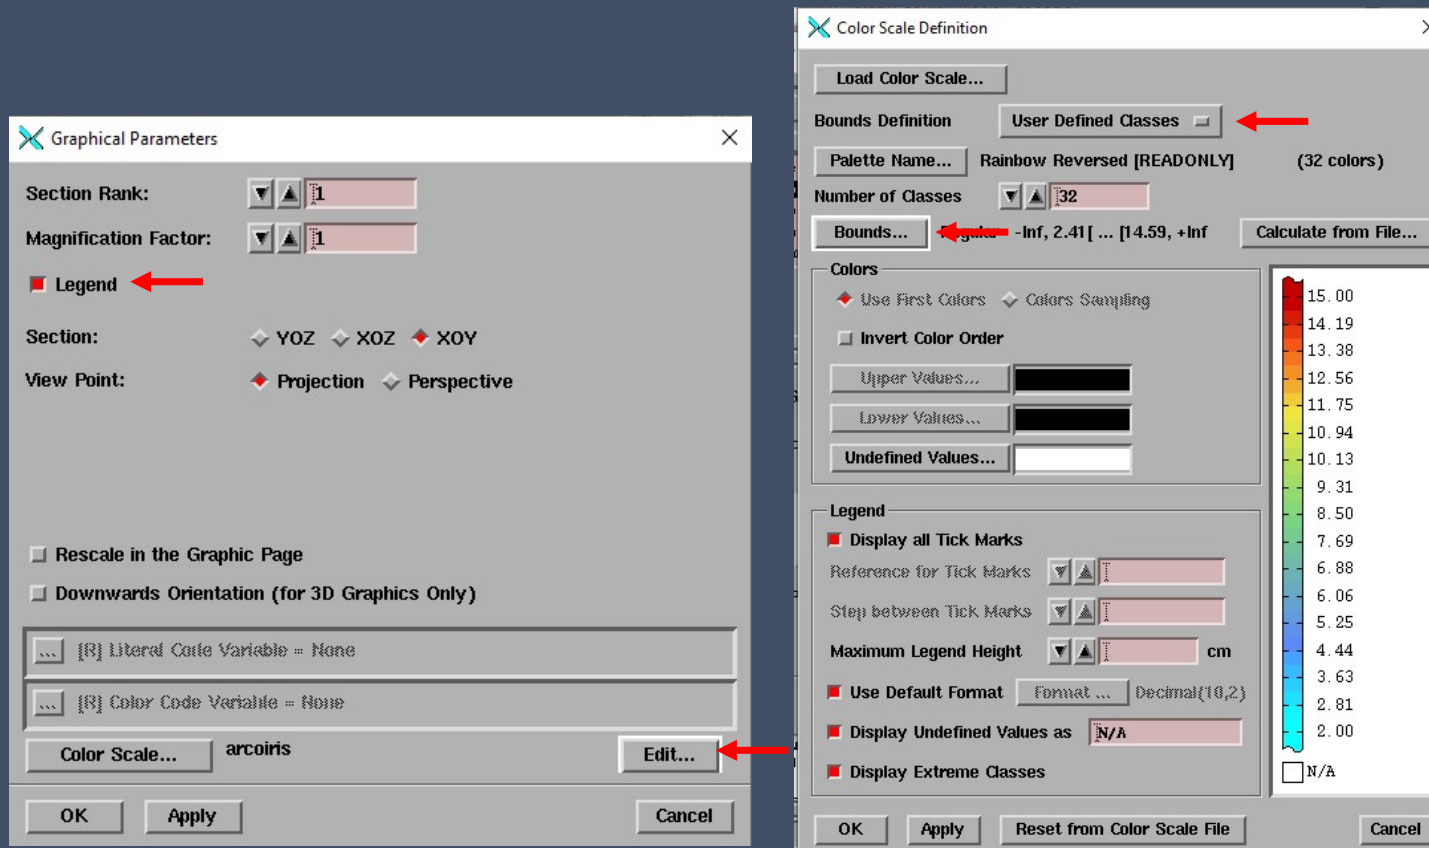 Graphical Parameters
Section Rank: 1
Magnification Factor: 1
Legend
Section: YOZ XOZ XOY
View Point: Projection Perspective
Rescale in the Graphic Page
Downwards Orientation (for 3D Graphics Only)
... [R] Literal Code Variable = None
... [R] Color Code Variable = None
Color Scale... arcoiris Edit...
OK Apply Cancel
Color Scale Definition
Load Color Scale...
Bounds Definition User Defined Classes
Palette Name... Rainbow Reversed [READONLY] (32 colors)
Number of Classes 32
Bounds... Regular -Inf, 2.41[ ... [14.59, +Inf Calculate from File...
Colors
Use First Colors Colors Sampling
Invert Color Order
Upper Values...
Lower Values...
Undefined Values...
Legend
Display all Tick Marks
Reference for Tick Marks
Step between Tick Marks
Maximum Legend Height cm
Use Default Format Format ... Decimal(10,2)
Display Undefined Values as N/A
Display Extreme Classes
15.00
14.19
13.38
12.56
11.75
10.94
10.13
9.31
8.50
7.69
6.88
6.06
5.25
4.44
3.63
2.81
2.00
N/A
OK Apply Reset from Color Scale File Cancel